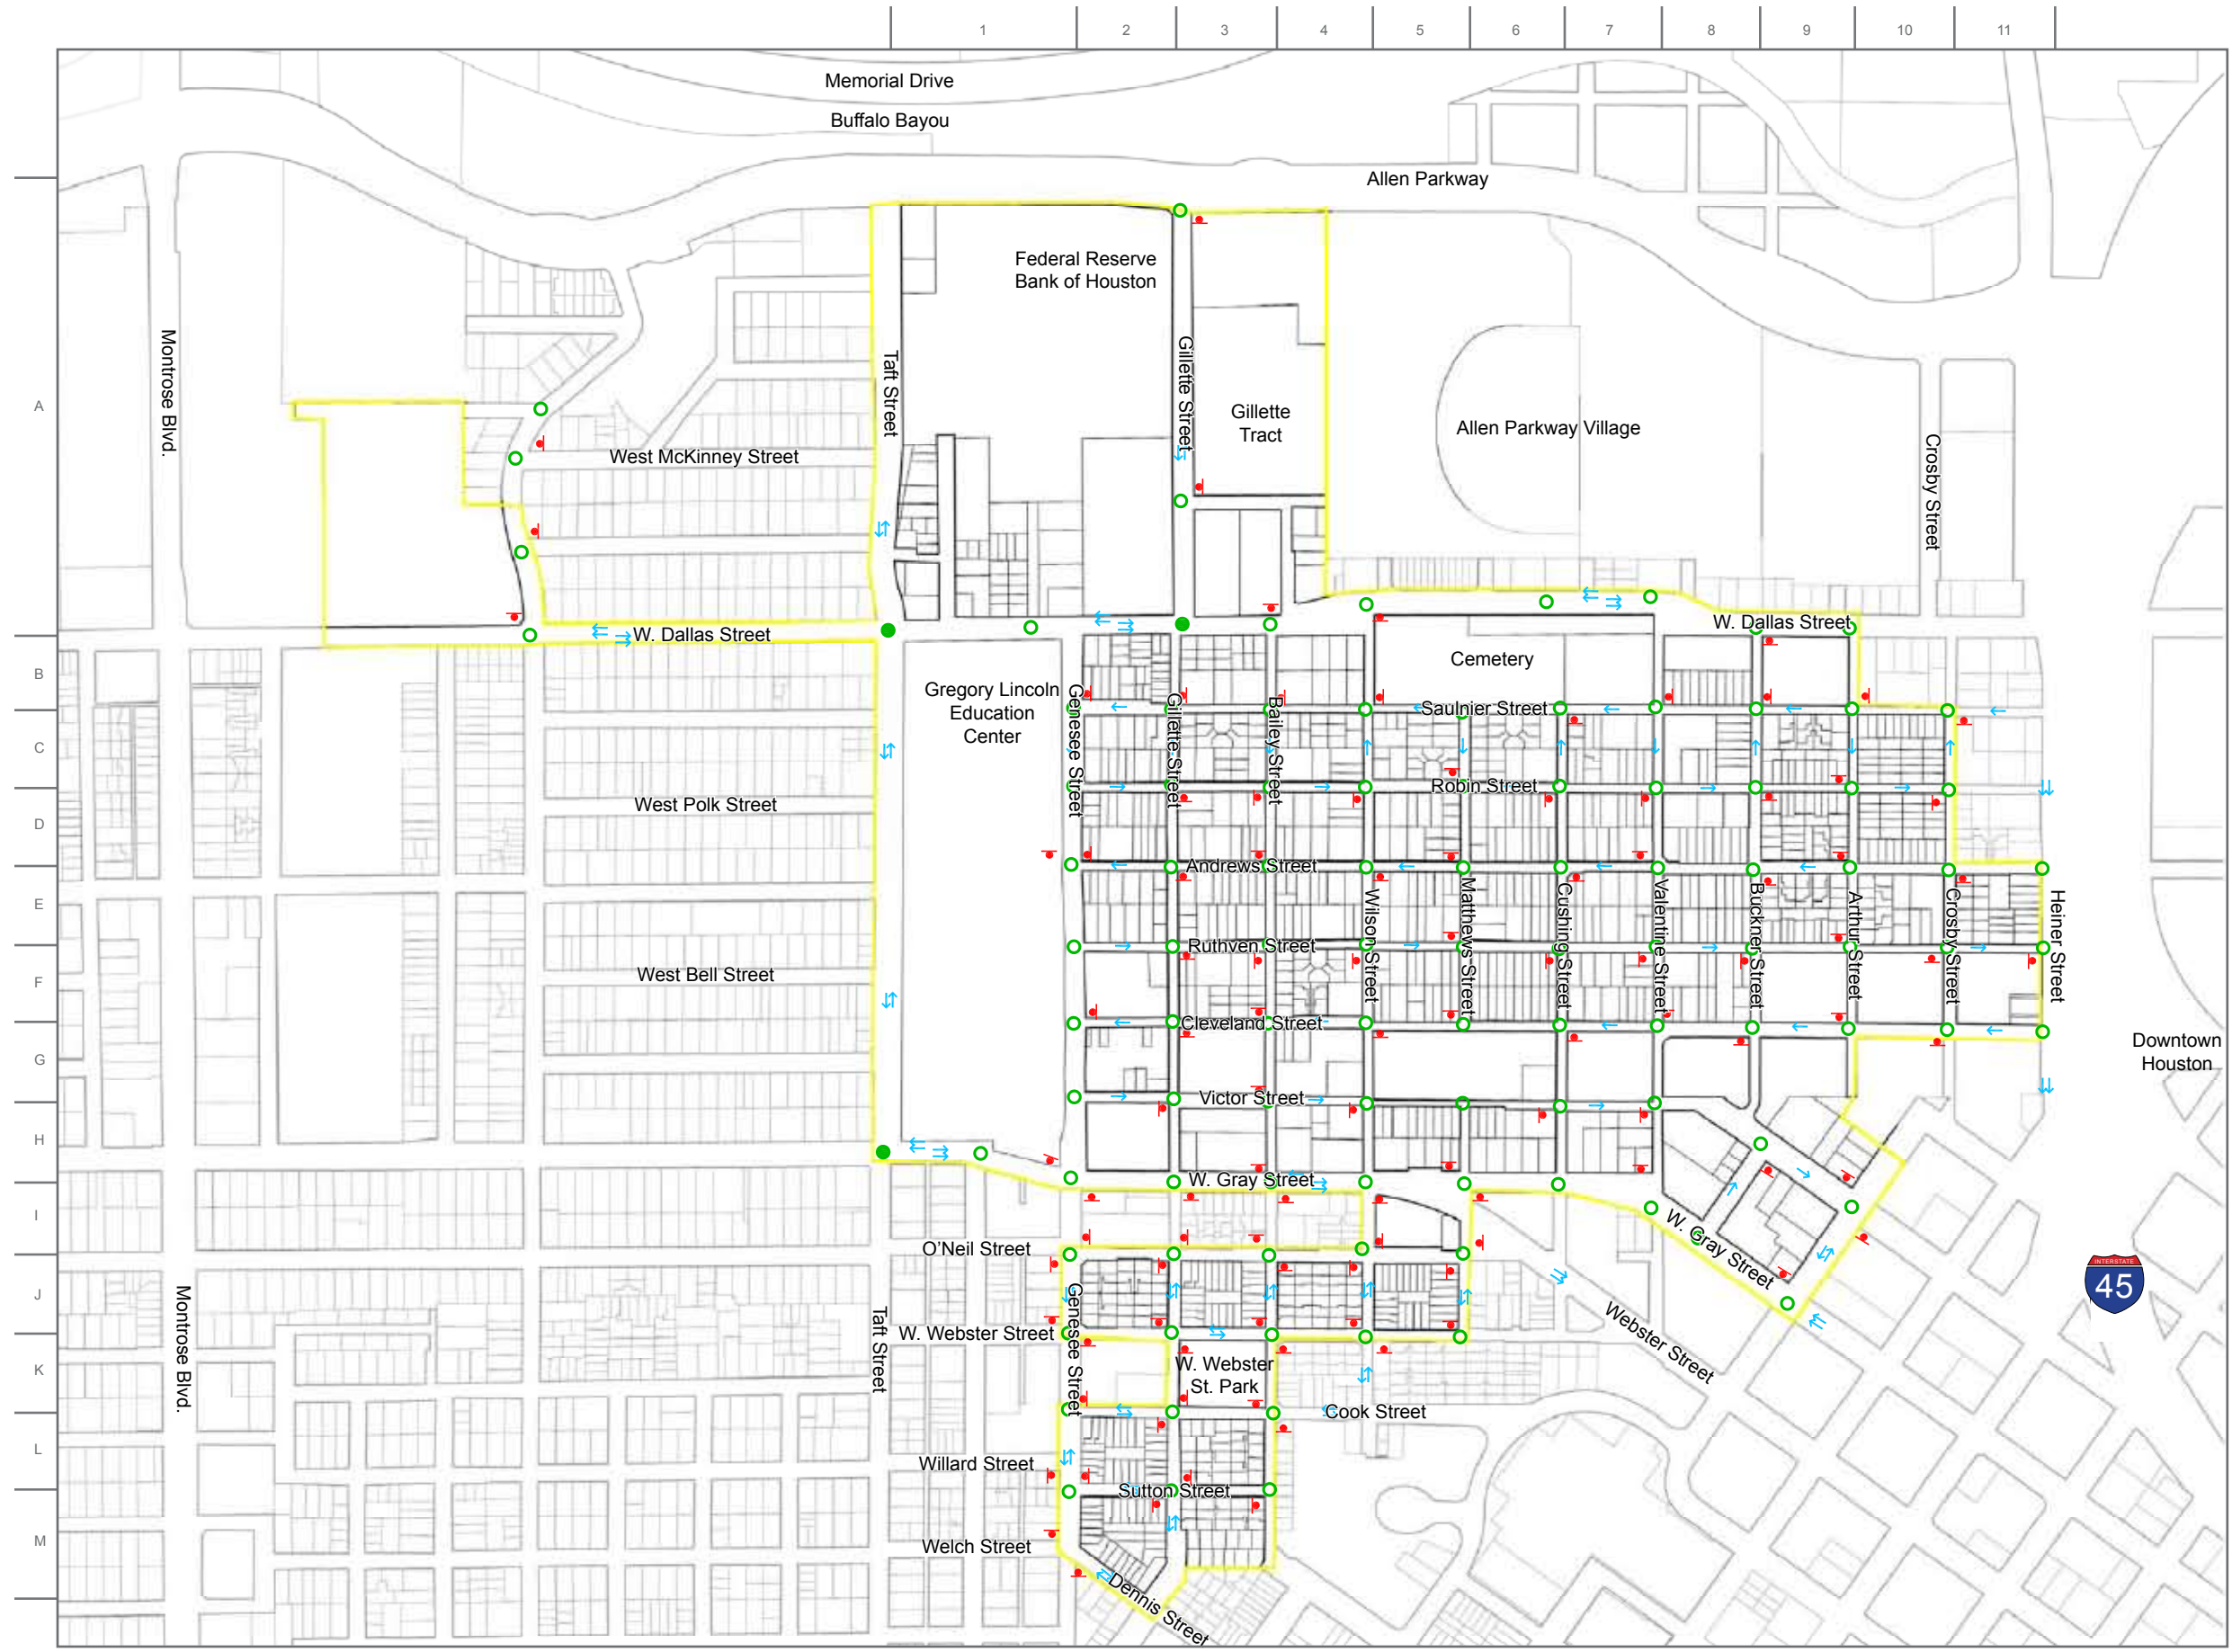 1 2 3 4 5 6 7 8 9 10 11
Memorial Drive
Buffalo Bayou
Allen Parkway
Federal Reserve
Bank of Houston
Montrose Blvd.
Taft Street
Gillette Street
A
Gillette
Tract
Allen Parkway Village
Crosby Street
West McKinney Street
W. Dallas Street
W. Dallas Street
B
Cemetery
Gregory Lincoln
Education
Center
Genesee Street
Gillette Street
Bailey Street
Saulnier Street
C
Robin Street
West Polk Street
D
Andrews Street
E
Wilson Street
Matthews Street
Cushing Street
Valentine Street
Buckner Street
Arthur Street
Crosby Street
Heiner Street
Ruthven Street
West Bell Street
F
Cleveland Street
G
Downtown
Houston
Victor Street
H
W. Gray Street
I
W. Gray Street
O'Neil Street
INTERSTATE
45
J
Montrose Blvd.
Taft Street
Genesee Street
W. Webster Street
Webster Street
K
W. Webster
St. Park
Cook Street
L
Willard Street
Sutton Street
M
Welch Street
Dennis Street